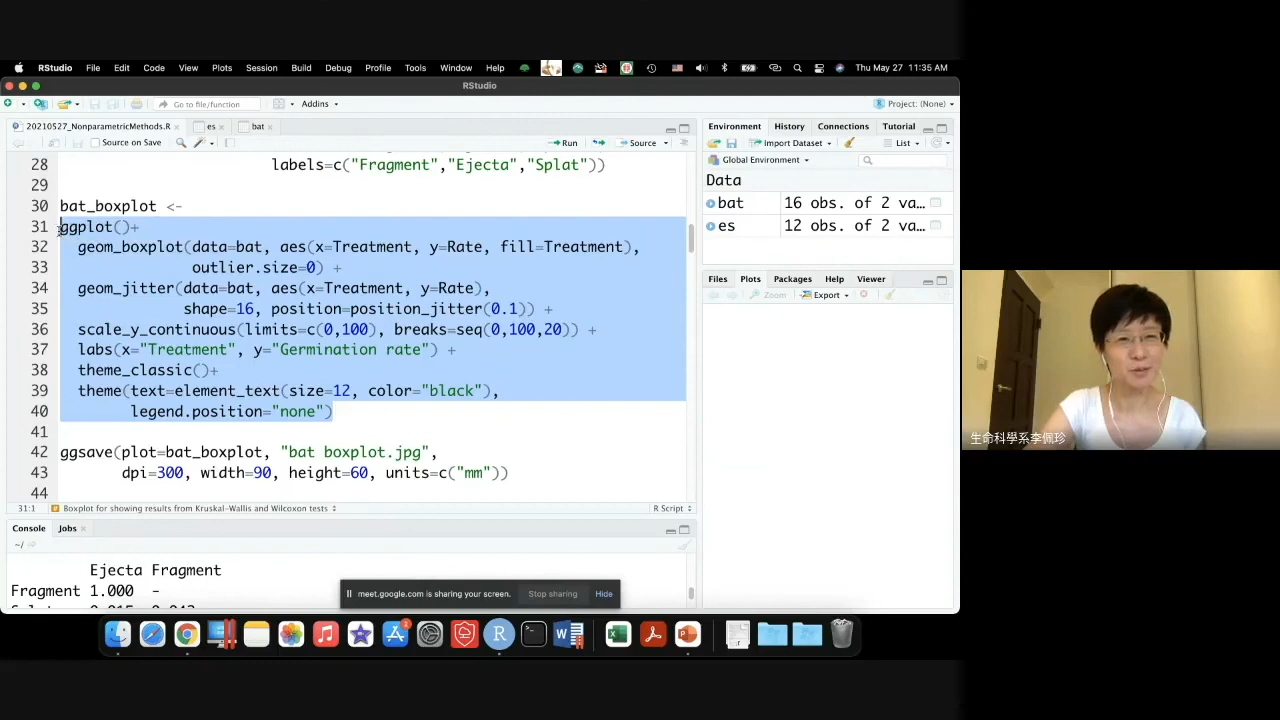 RStudio File Edit Code View Plots Session Build Debug Profile Tools Window Help Thu May 27 11:35 AM
RStudio
Go to file/function Addins Project: (None)
20210527_NonparametricMethods.R es bat
Source on Save Run Source
28 labels=c("Fragment","Ejecta","Splat"))
29
30 bat_boxplot <-
31 ggplot()+
32 geom_boxplot(data=bat, aes(x=Treatment, y=Rate, fill=Treatment),
33 outlier.size=0) +
34 geom_jitter(data=bat, aes(x=Treatment, y=Rate),
35 shape=16, position=position_jitter(0.1)) +
36 scale_y_continuous(limits=c(0,100), breaks=seq(0,100,20)) +
37 labs(x="Treatment", y="Germination rate") +
38 theme_classic()+
39 theme(text=element_text(size=12, color="black"),
40 legend.position="none")
41
42 ggsave(plot=bat_boxplot, "bat boxplot.jpg",
43 dpi=300, width=90, height=60, units=c("mm"))
44
31:1 Boxplot for showing results from Kruskal-Wallis and Wilcoxon tests R Script
Console Jobs
~/
Ejecta Fragment
Fragment 1.000 -
meet.google.com is sharing your screen. Stop sharing Hide
Environment History Connections Tutorial
Import Dataset List
Global Environment
Data
bat 16 obs. of 2 va…
es 12 obs. of 2 va…
Files Plots Packages Help Viewer
Zoom Export
生命科學系李佩珍